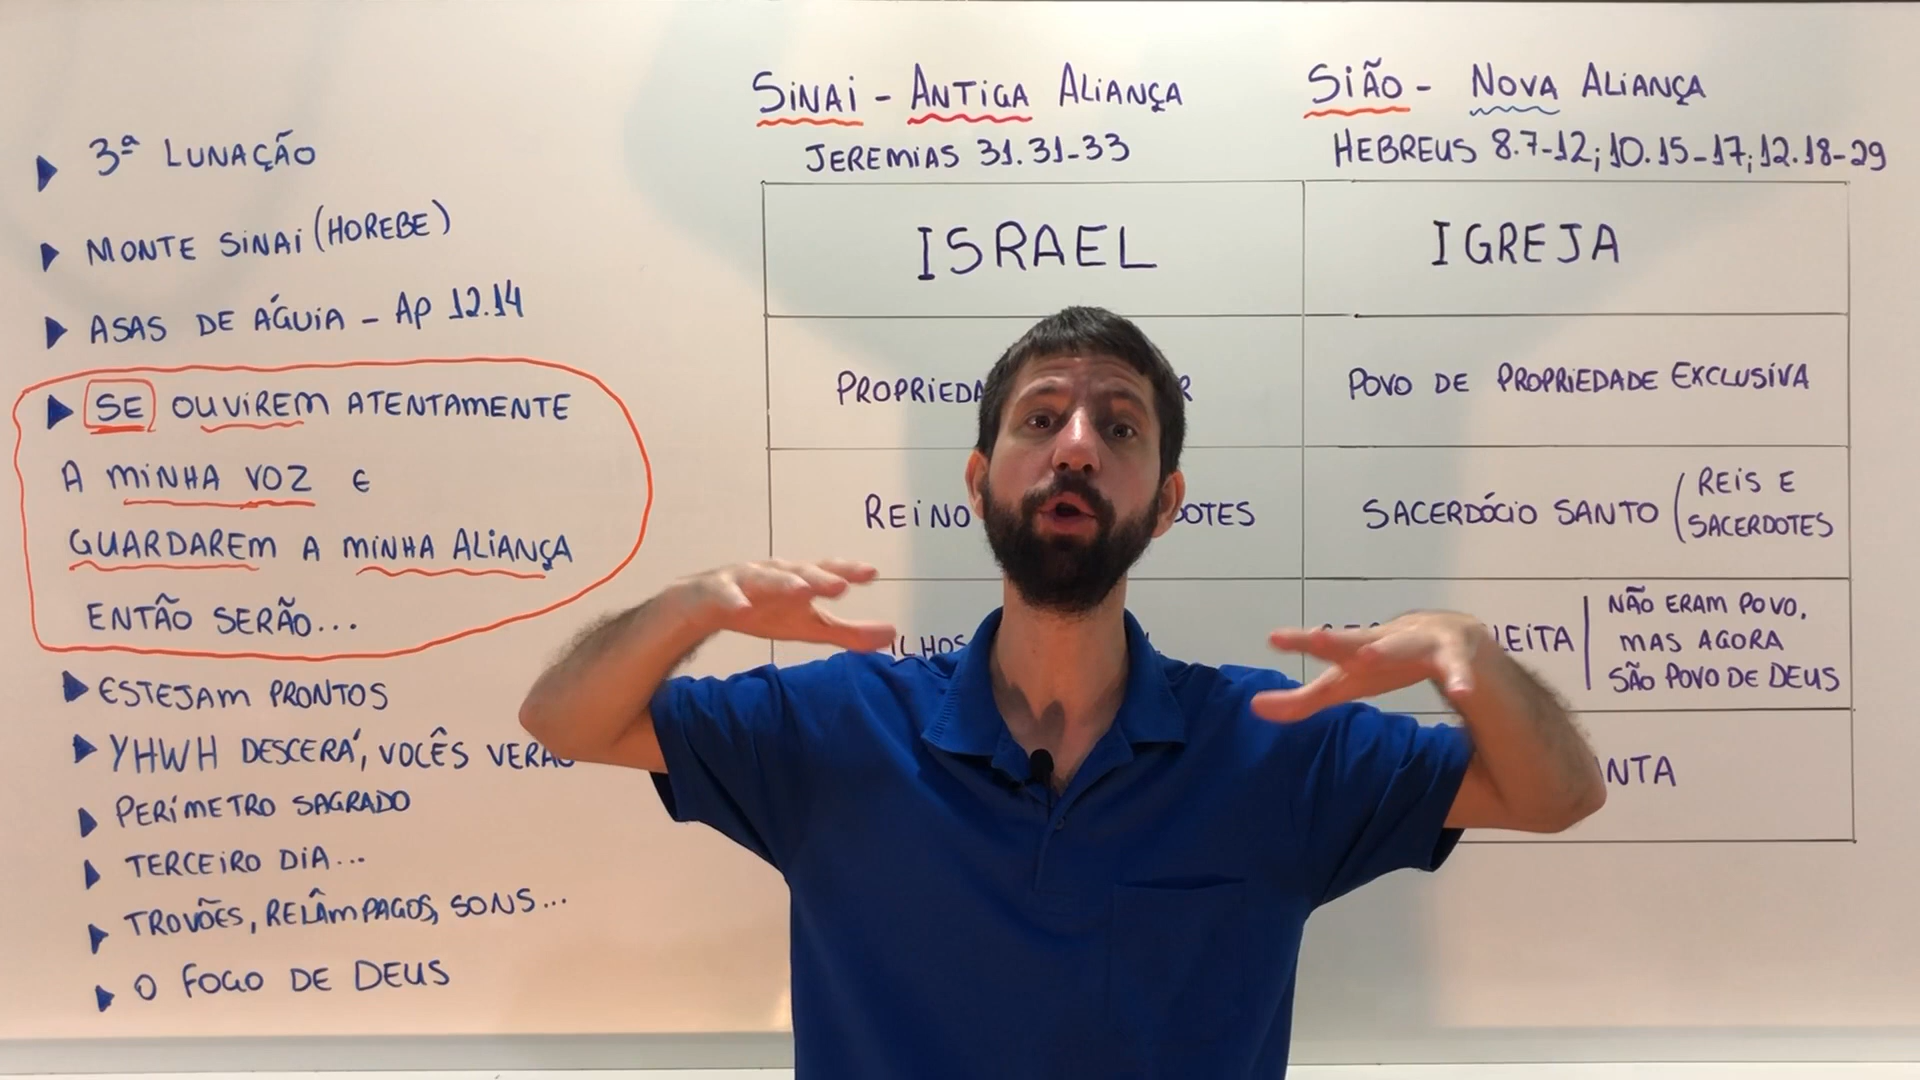 3ª LUNAÇÃO
MONTE SINAI (HOREBE)
ASAS DE ÁGUIA - AP 12.14
SE OUVIREM ATENTAMENTE
A MINHA VOZ E
GUARDAREM A MINHA ALIANÇA
ENTÃO SERÃO...
ESTEJAM PRONTOS
YHWH DESCERÁ, VOCÊS VERÃO
PERÍMETRO SAGRADO
TERCEIRO DIA...
TROVÕES, RELÂMPAGOS, SONS...
O FOGO DE DEUS
SINAI - ANTIGA ALIANÇA
JEREMIAS 31.31-33
SIÃO - NOVA ALIANÇA
HEBREUS 8.7-12; 10.15-17; 12.18-29
ISRAEL
IGREJA
POVO DE PROPRIEDADE EXCLUSIVA
REINO
SACERDÓCIO SANTO (REIS E
SACERDOTES
NÃO ERAM POVO,
MAS AGORA
SÃO POVO DE DEUS